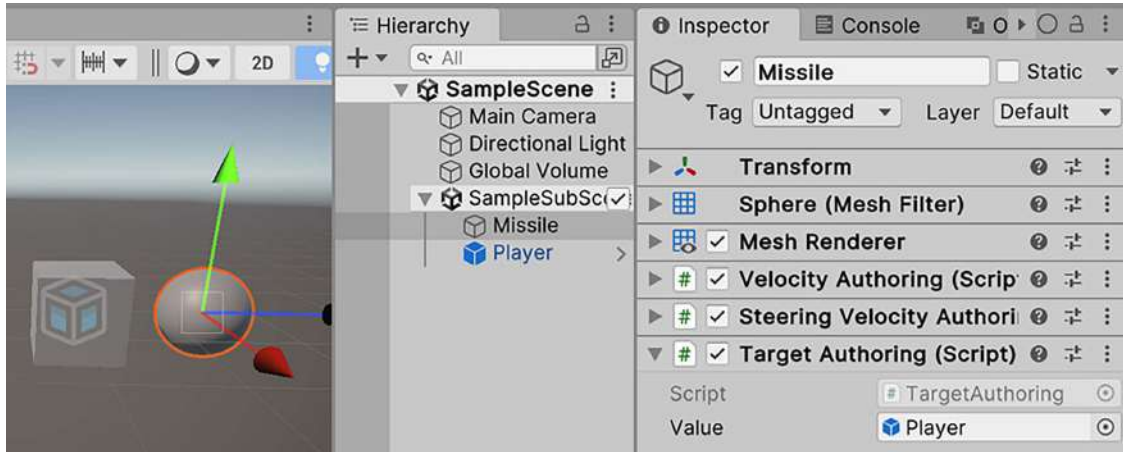 2D
Hierarchy
All
SampleScene
Main Camera
Directional Light
Global Volume
SampleSubSc
Missile
Player
Inspector
Console
O
Missile
Static
Tag Untagged Layer Default
Transform
Sphere (Mesh Filter)
Mesh Renderer
Velocity Authoring (Scrip
Steering Velocity Authori
Target Authoring (Script)
Script TargetAuthoring
Value Player